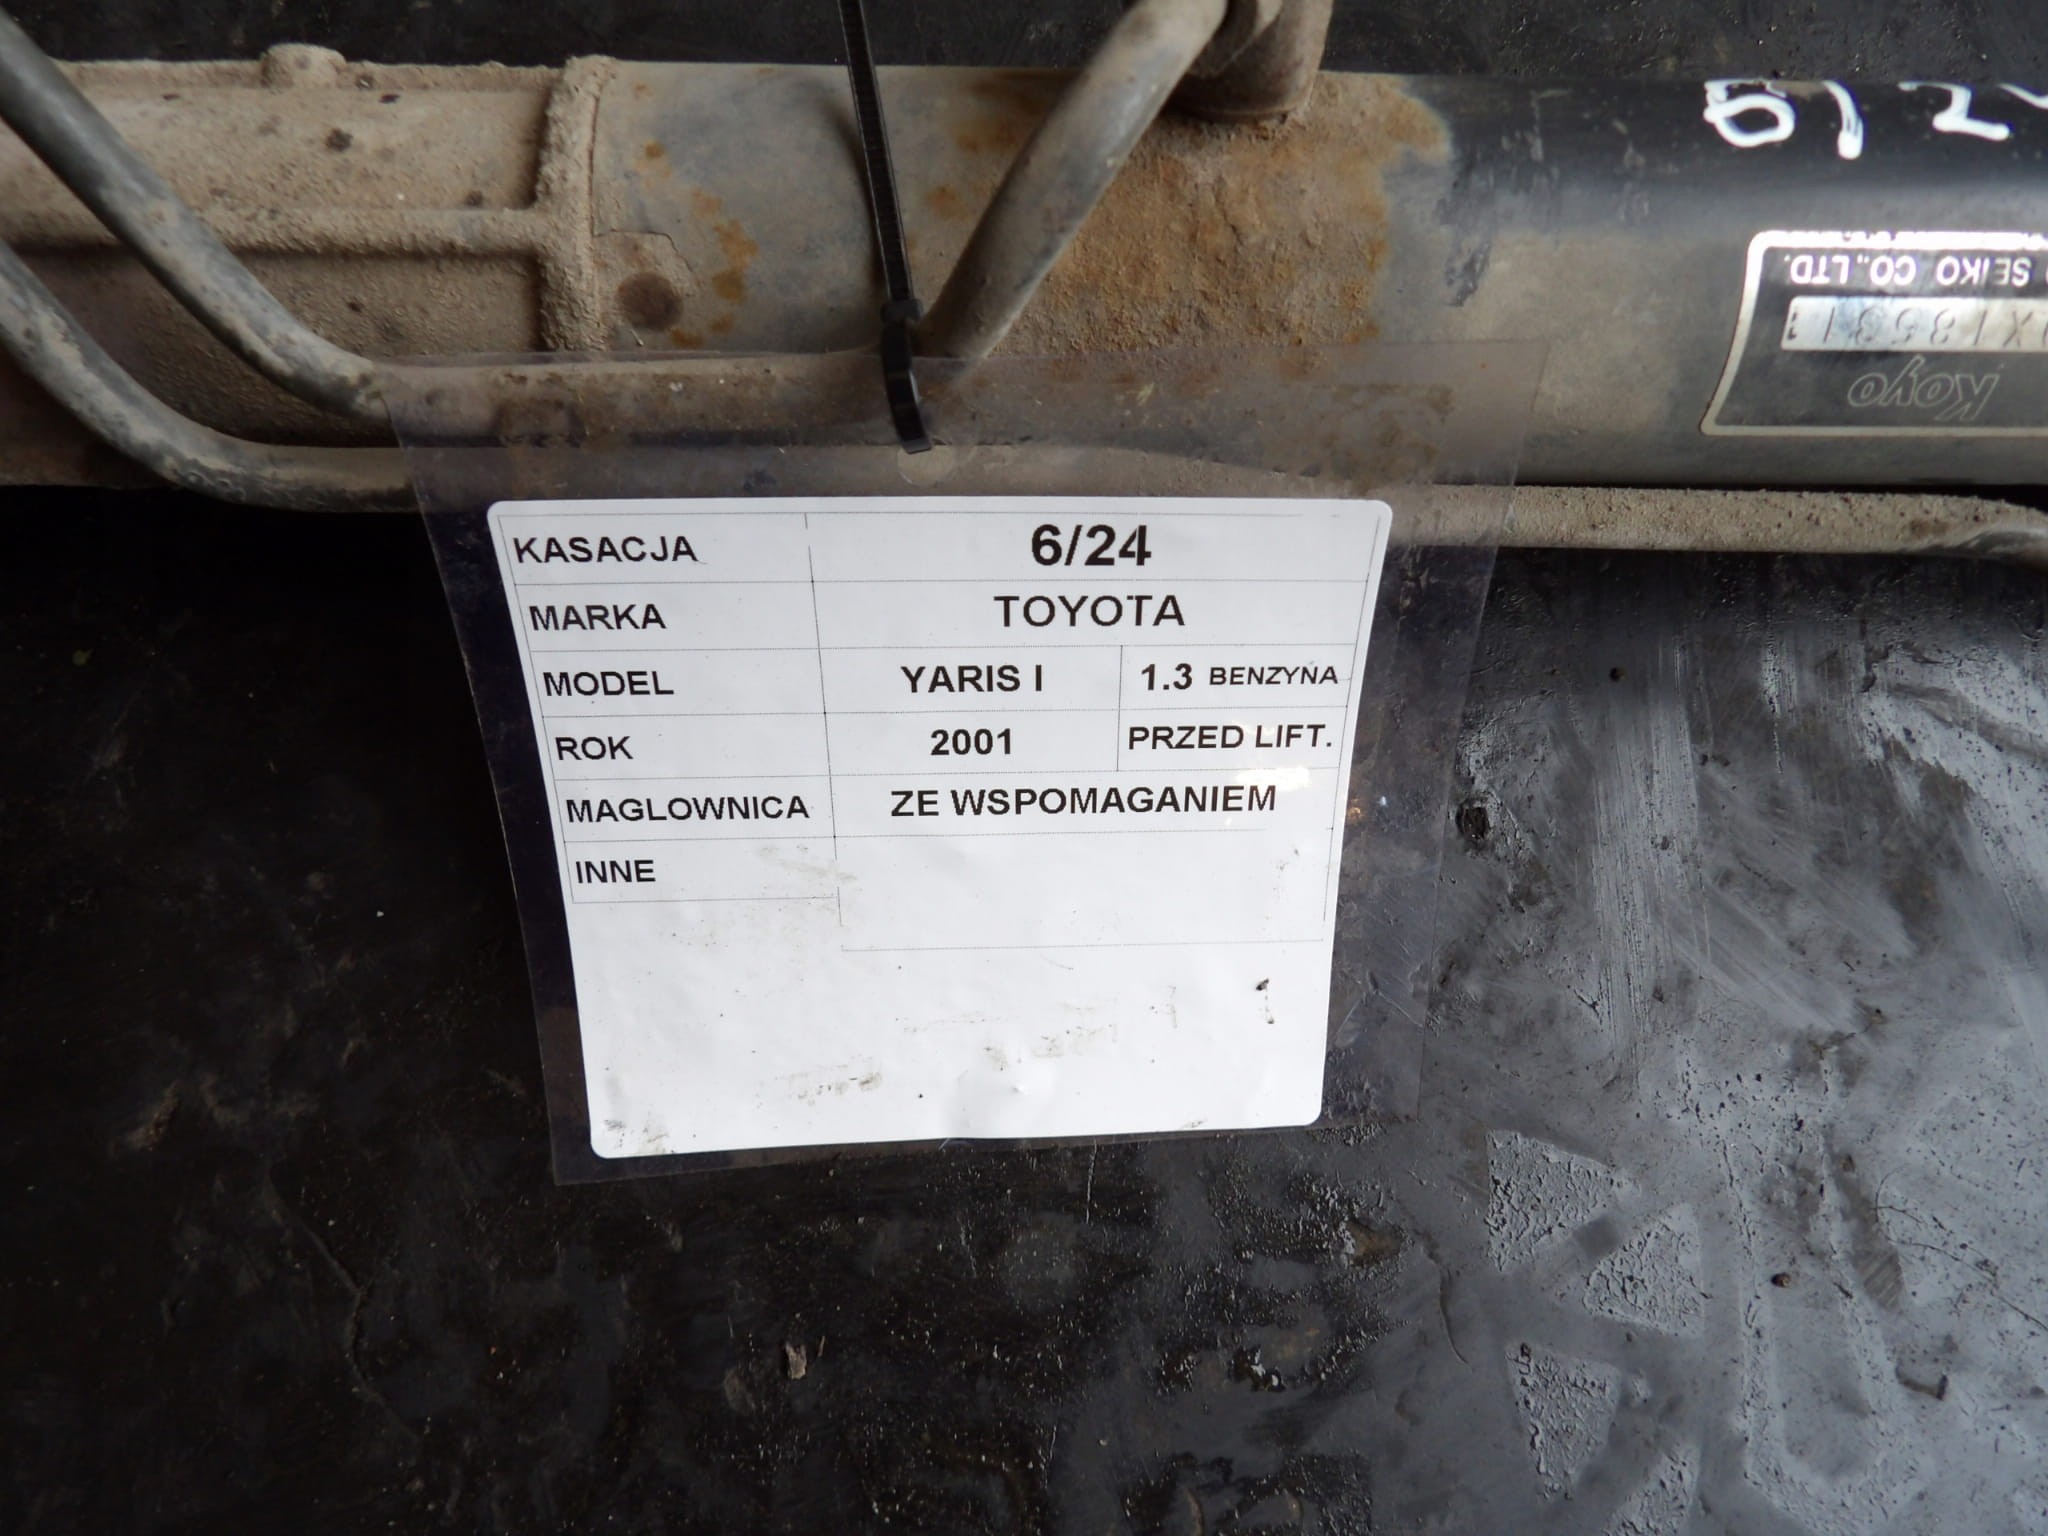 SEIKO CO.,LTD.
X13531
Koyo
KASACJA 6/24
MARKA TOYOTA
MODEL YARIS I 1.3 BENZYNA
ROK 2001 PRZED LIFT.
MAGLOWNICA ZE WSPOMAGANIEM
INNE